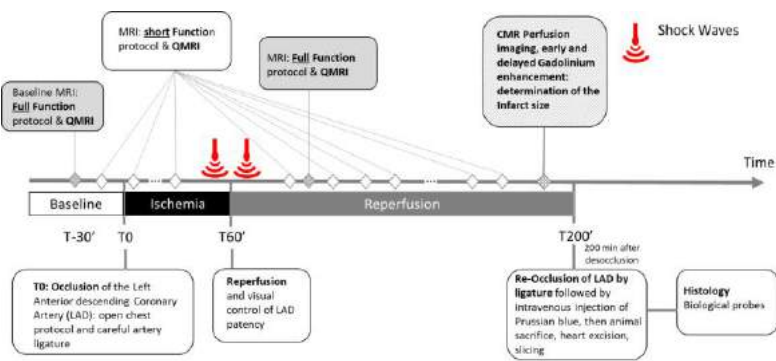 MRI: short Function
protocol & QMRI
Shock Waves
CMR Perfusion
imaging, early and
delayed Gadolinium
enhancement:
determination of the
Infarct size
MRI: Full Function
protocol & QMRI
Baseline MRI:
Full Function
protocol & QMRI
Time
Baseline
Ischemia
Reperfusion
T-30'
T0
T60'
T200'
200 min after
desocclusion
T0: Occlusion of the Left
Anterior descending Coronary
Artery (LAD): open chest
protocol and careful artery
ligature
Reperfusion
and visual
control of LAD
patency
Re-Occlusion of LAD by
ligature followed by
intravenous injection of
Prussian blue, then animal
sacrifice, heart excision,
slicing
Histology
Biological probes